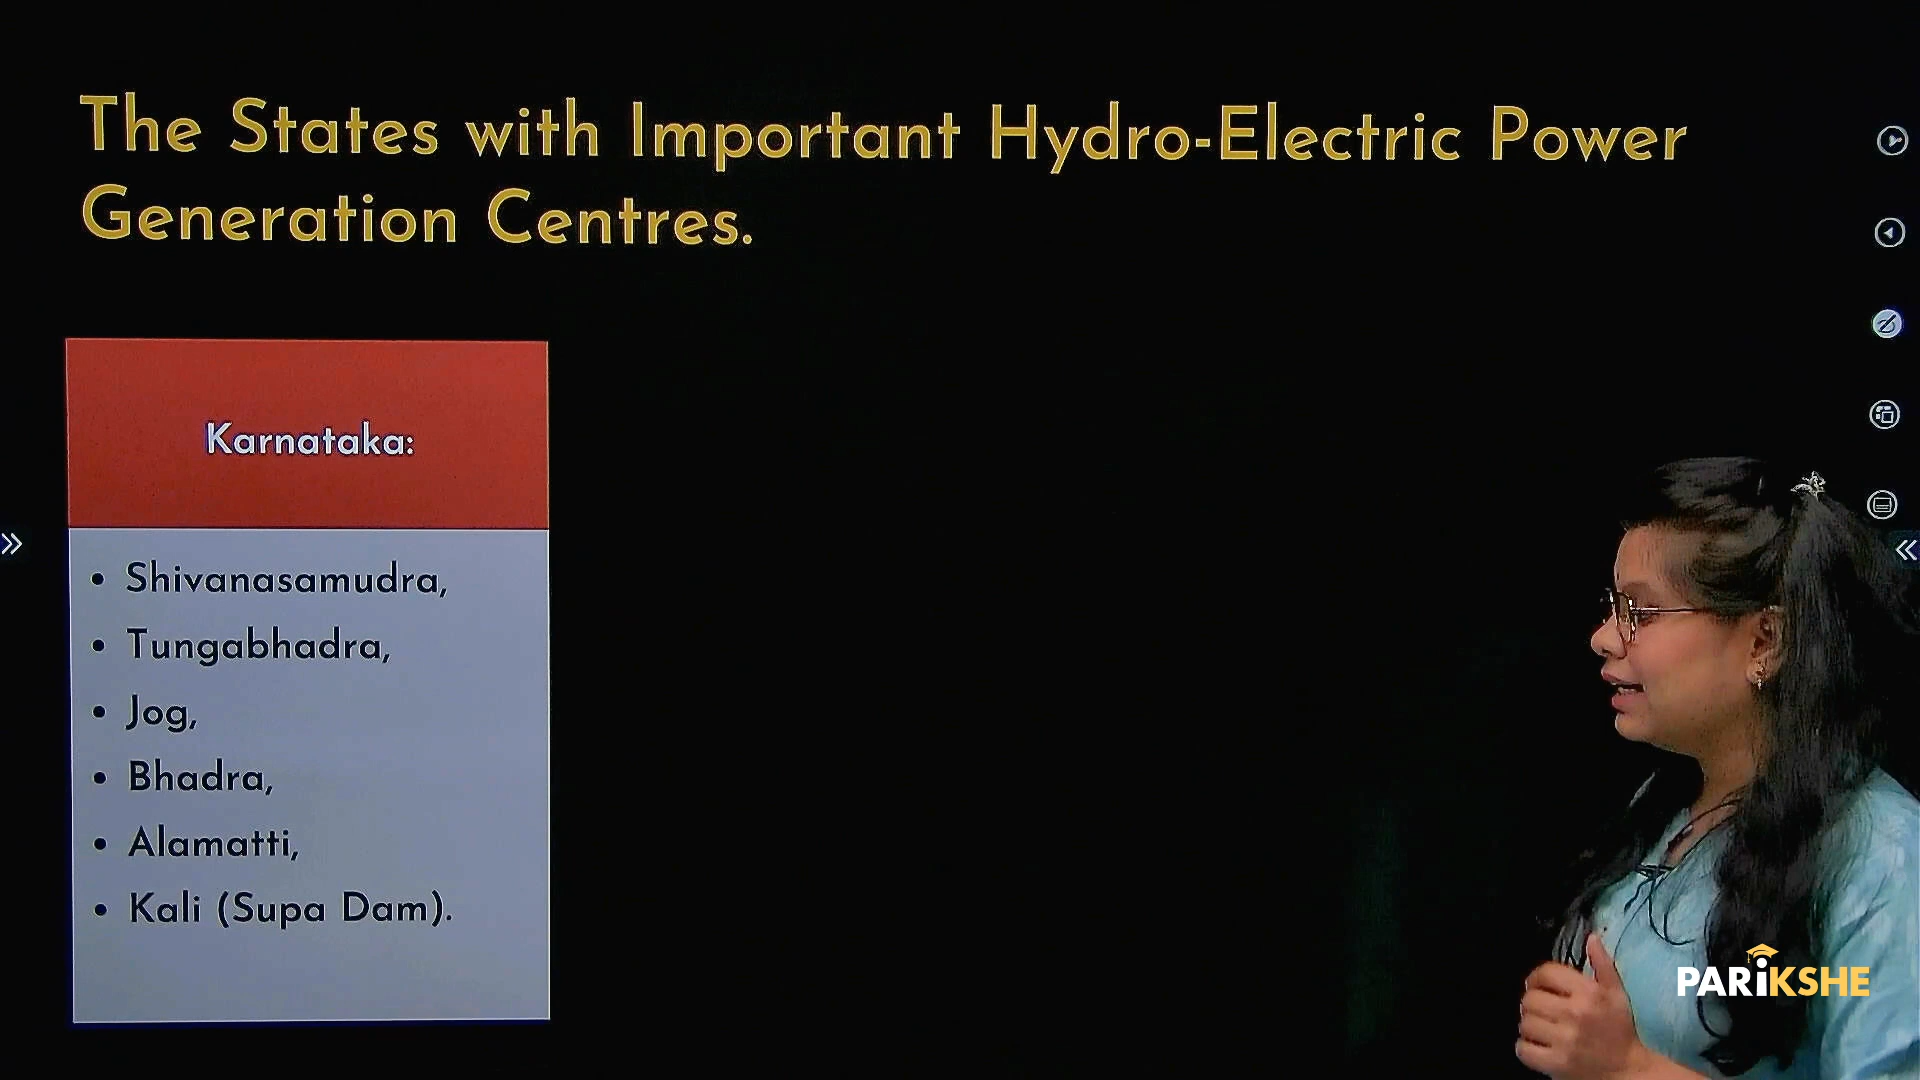 The States with Important Hydro-Electric Power
Generation Centres.
Karnataka:
• Shivanasamudra,
• Tungabhadra,
• Jog,
• Bhadra,
• Alamatti,
• Kali (Supa Dam).
PARiKSHE